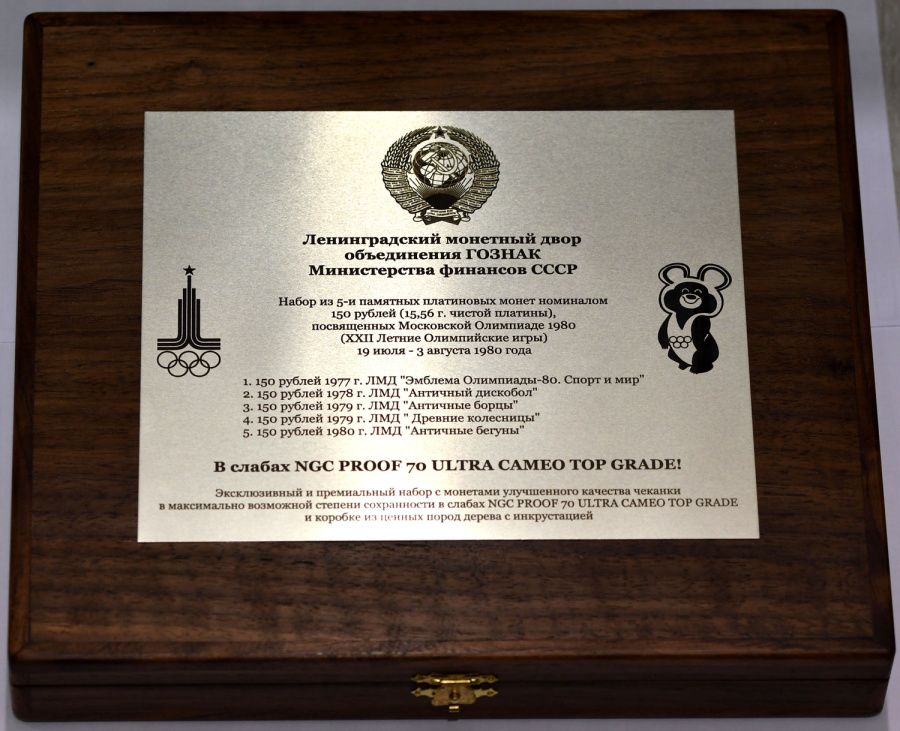 Ленинградский монетный двор
объединения ГОЗНАК
Министерства финансов СССР
Набор из 5-и памятных платиновых монет номиналом
150 рублей (15,56 г. чистой платины),
посвященных Московской Олимпиаде 1980
(XXII Летние Олимпийские игры)
19 июля - 3 августа 1980 года
1. 150 рублей 1977 г. ЛМД "Эмблема Олимпиады-80. Спорт и мир"
2. 150 рублей 1978 г. ЛМД "Античный дискобол"
3. 150 рублей 1979 г. ЛМД "Античные борцы"
4. 150 рублей 1979 г. ЛМД " Древние колесницы"
5. 150 рублей 1980 г. ЛМД "Античные бегуны"
В слабах NGC PROOF 70 ULTRA CAMEO TOP GRADE!
Эксклюзивный и премиальный набор с монетами улучшенного качества чеканки
в максимально возможной степени сохранности в слабах NGC PROOF 70 ULTRA CAMEO TOP GRADE
и коробке из ценных пород дерева с инкрустацией